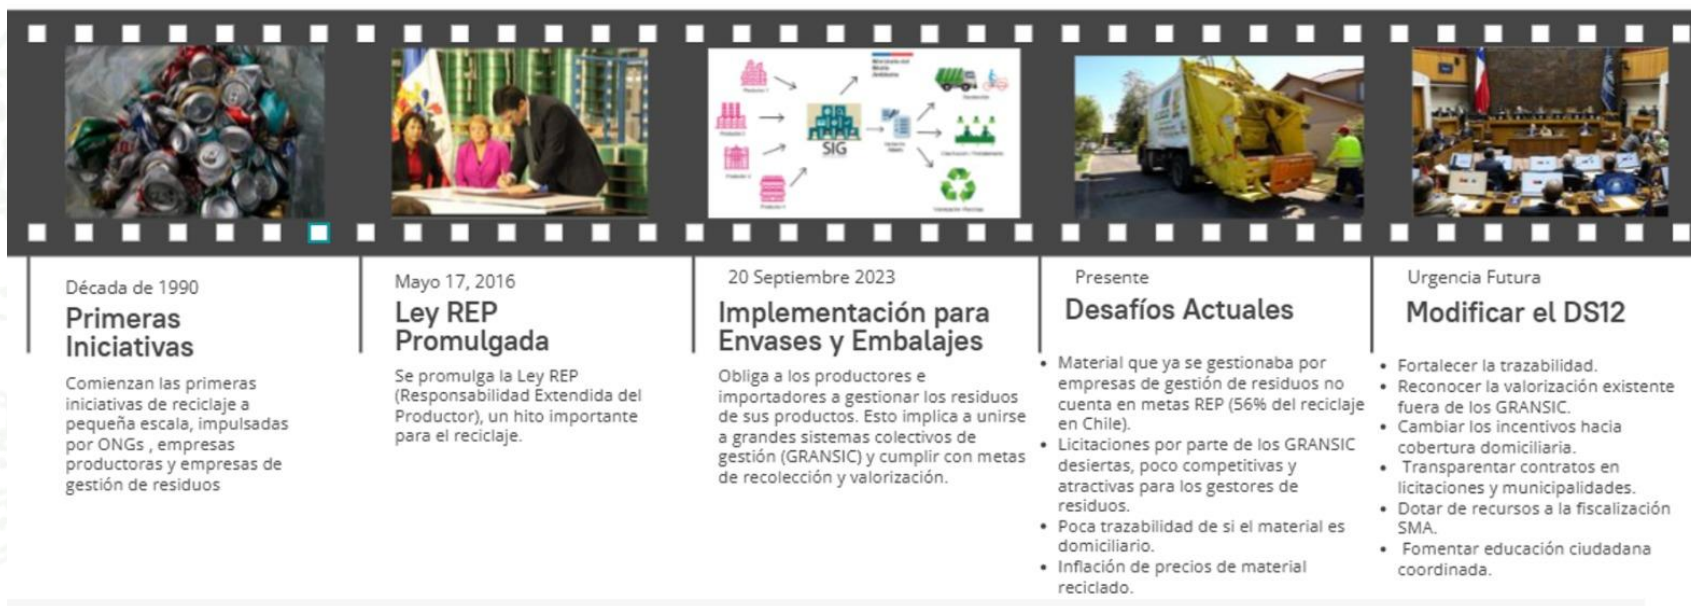 Ministerio del
Medio
Ambiente
Productor 1
SIG
Década de 1990
Primeras
Iniciativas
Comienzan las primeras
iniciativas de reciclaje a
pequeña escala, impulsadas
por ONGs , empresas
productoras y empresas de
gestión de residuos
Mayo 17, 2016
Ley REP
Promulgada
Se promulga la Ley REP
(Responsabilidad Extendida del
Productor), un hito importante
para el reciclaje.
20 Septiembre 2023
Implementación para
Envases y Embalajes
Obliga a los productores e
importadores a gestionar los residuos
de sus productos. Esto implica a unirse
a grandes sistemas colectivos de
gestión (GRANSIC) y cumplir con metas
de recolección y valorización.
Presente
Desafíos Actuales
• Material que ya se gestionaba por
empresas de gestión de residuos no
cuenta en metas REP (56% del reciclaje
en Chile).
• Licitaciones por parte de los GRANSIC
desiertas, poco competitivas y
atractivas para los gestores de
residuos.
• Poca trazabilidad de si el material es
domiciliario.
• Inflación de precios de material
reciclado.
Urgencia Futura
Modificar el DS12
• Fortalecer la trazabilidad.
• Reconocer la valorización existente
fuera de los GRANSIC.
• Cambiar los incentivos hacia
cobertura domiciliaria.
• Transparentar contratos en
licitaciones y municipalidades.
• Dotar de recursos a la fiscalización
SMA.
• Fomentar educación ciudadana
coordinada.